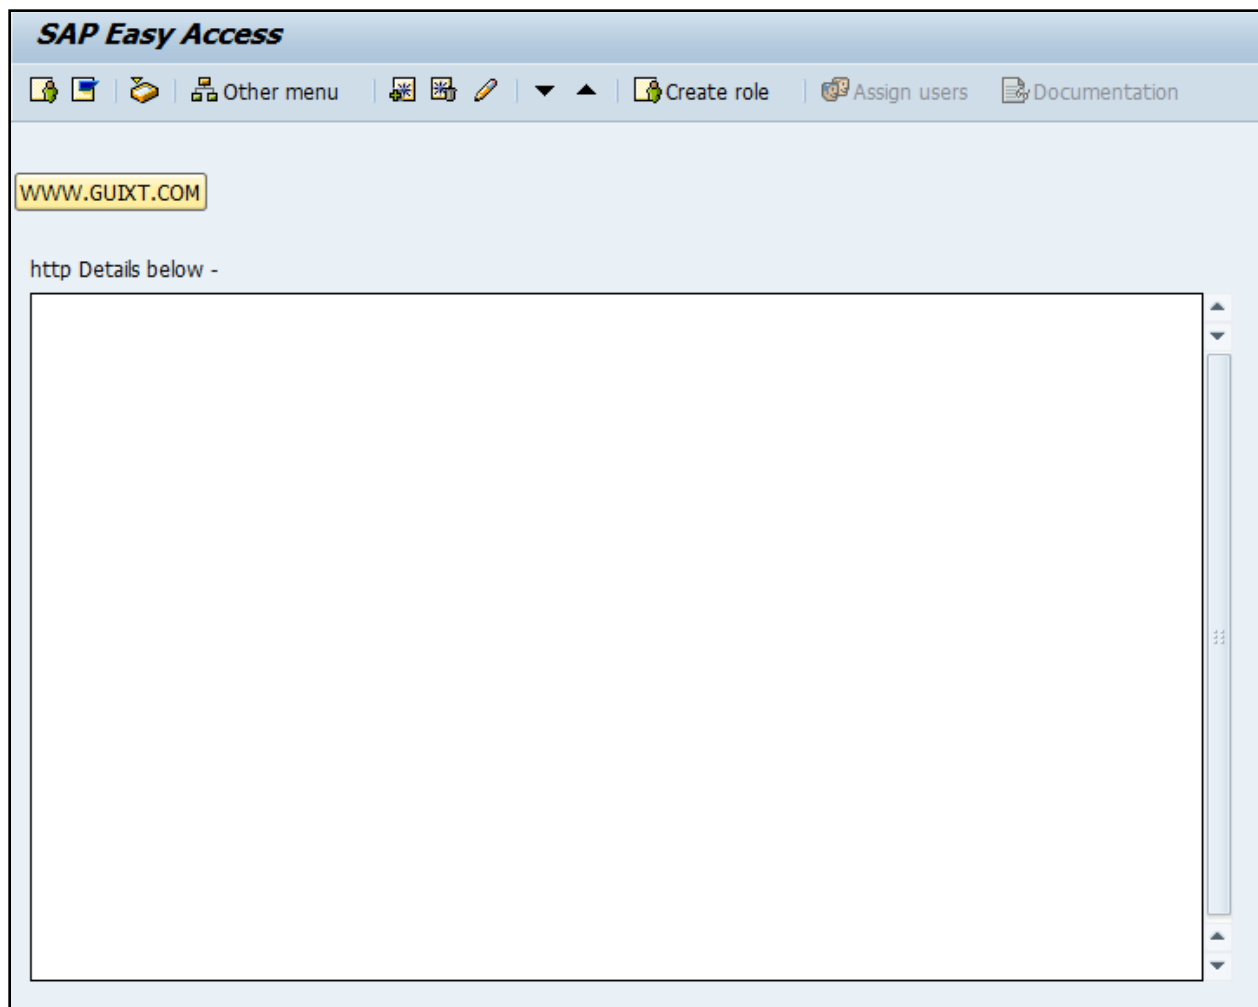 SAP Easy Access
Other menu Create role Assign users Documentation
WWW.GUIXT.COM
http Details below -